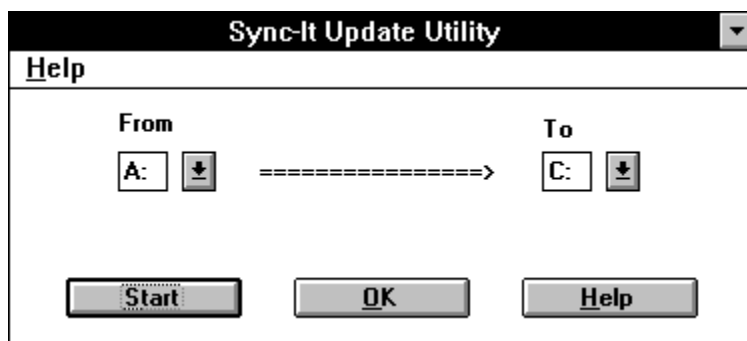 Sync-It Update Utility
Help
From To
A: ================> C:
Start OK Help